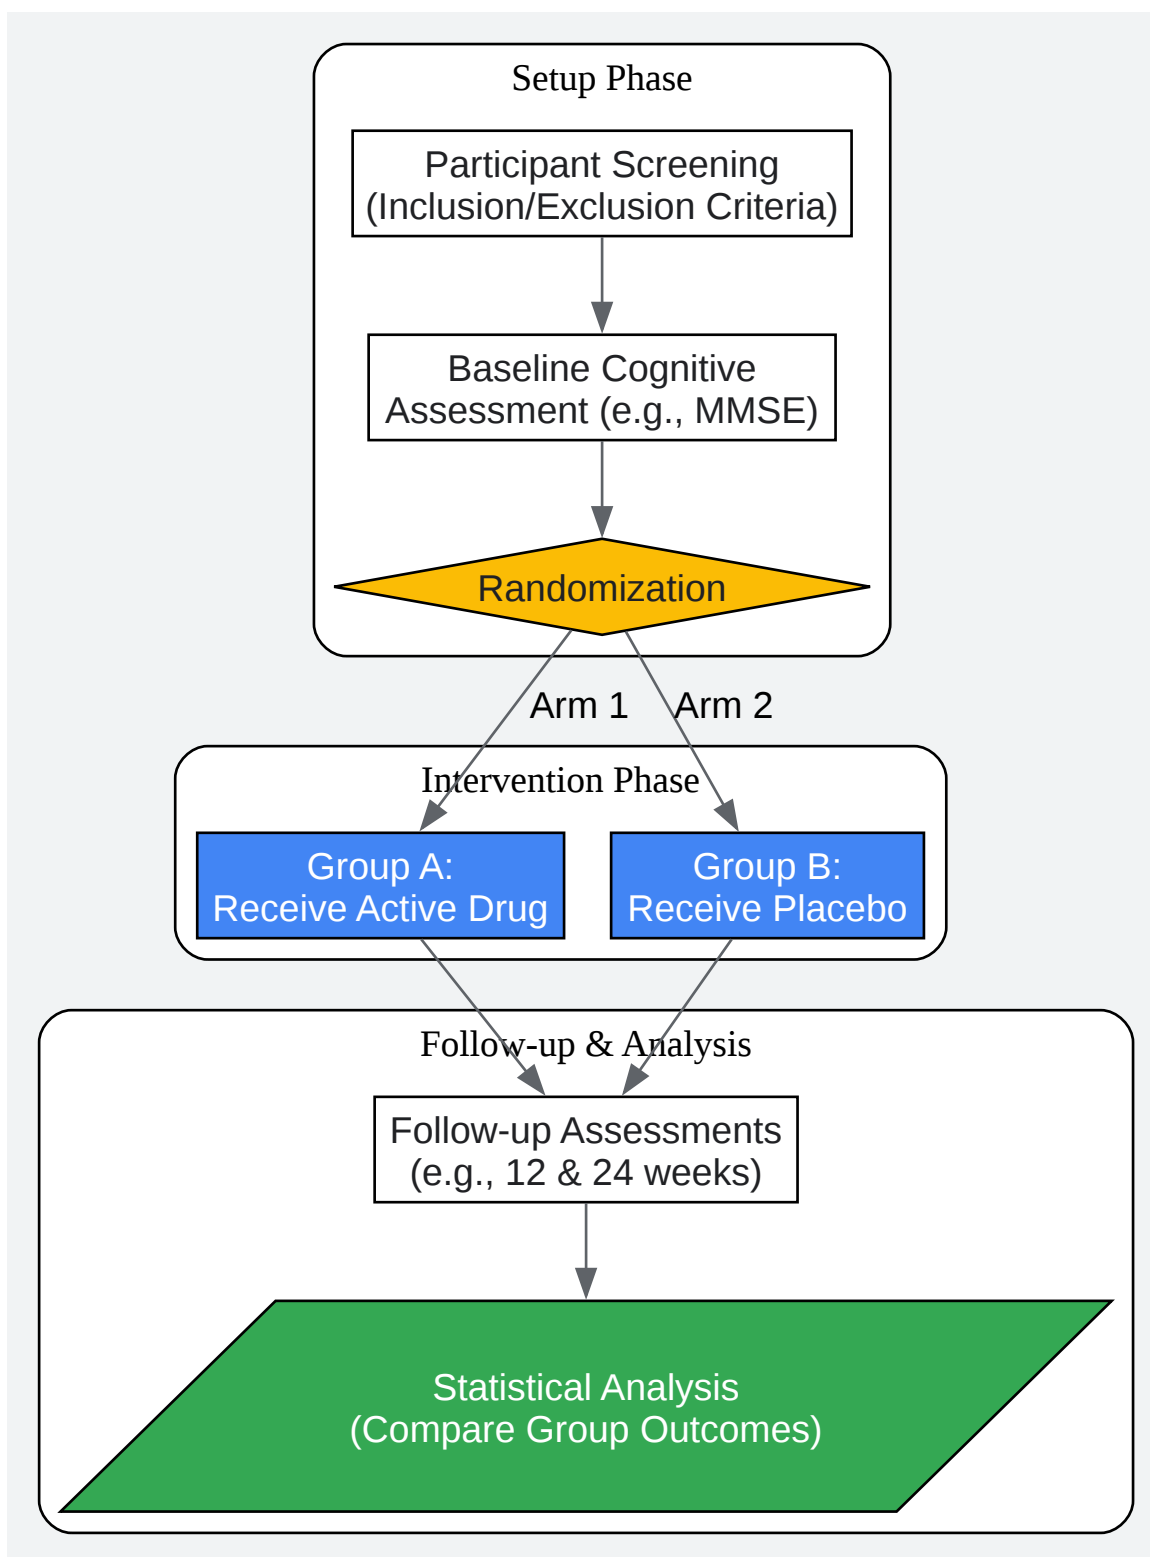 Setup Phase
Participant Screening
(Inclusion/Exclusion Criteria)
Baseline Cognitive
Assessment (e.g., MMSE)
Randomization
Arm 1
Arm 2
Intervention Phase
Group A:
Receive Active Drug
Group B:
Receive Placebo
Follow-up & Analysis
Follow-up Assessments
(e.g., 12 & 24 weeks)
Statistical Analysis
(Compare Group Outcomes)